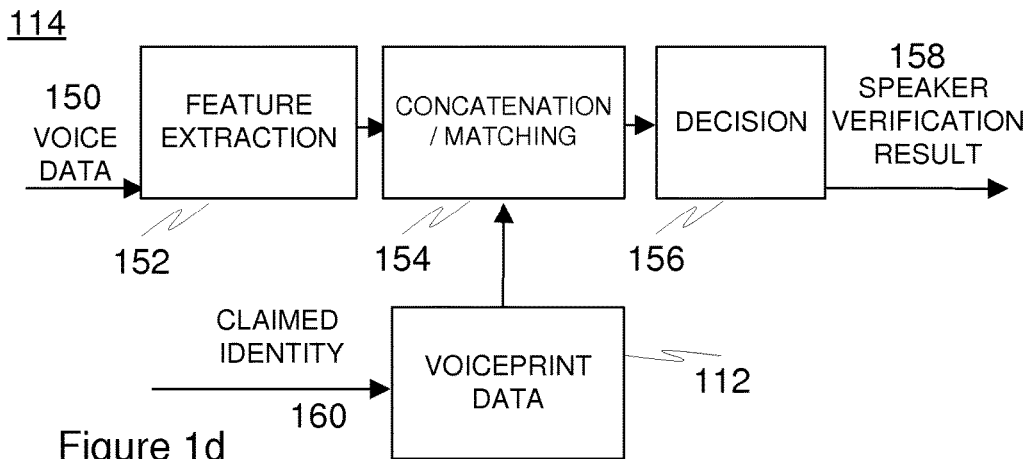 114
150
VOICE
DATA
FEATURE
EXTRACTION
152
CONCATENATION
/ MATCHING
154
DECISION
156
158
SPEAKER
VERIFICATION
RESULT
CLAIMED
IDENTITY
160
VOICEPRINT
DATA
112
Figure 1d